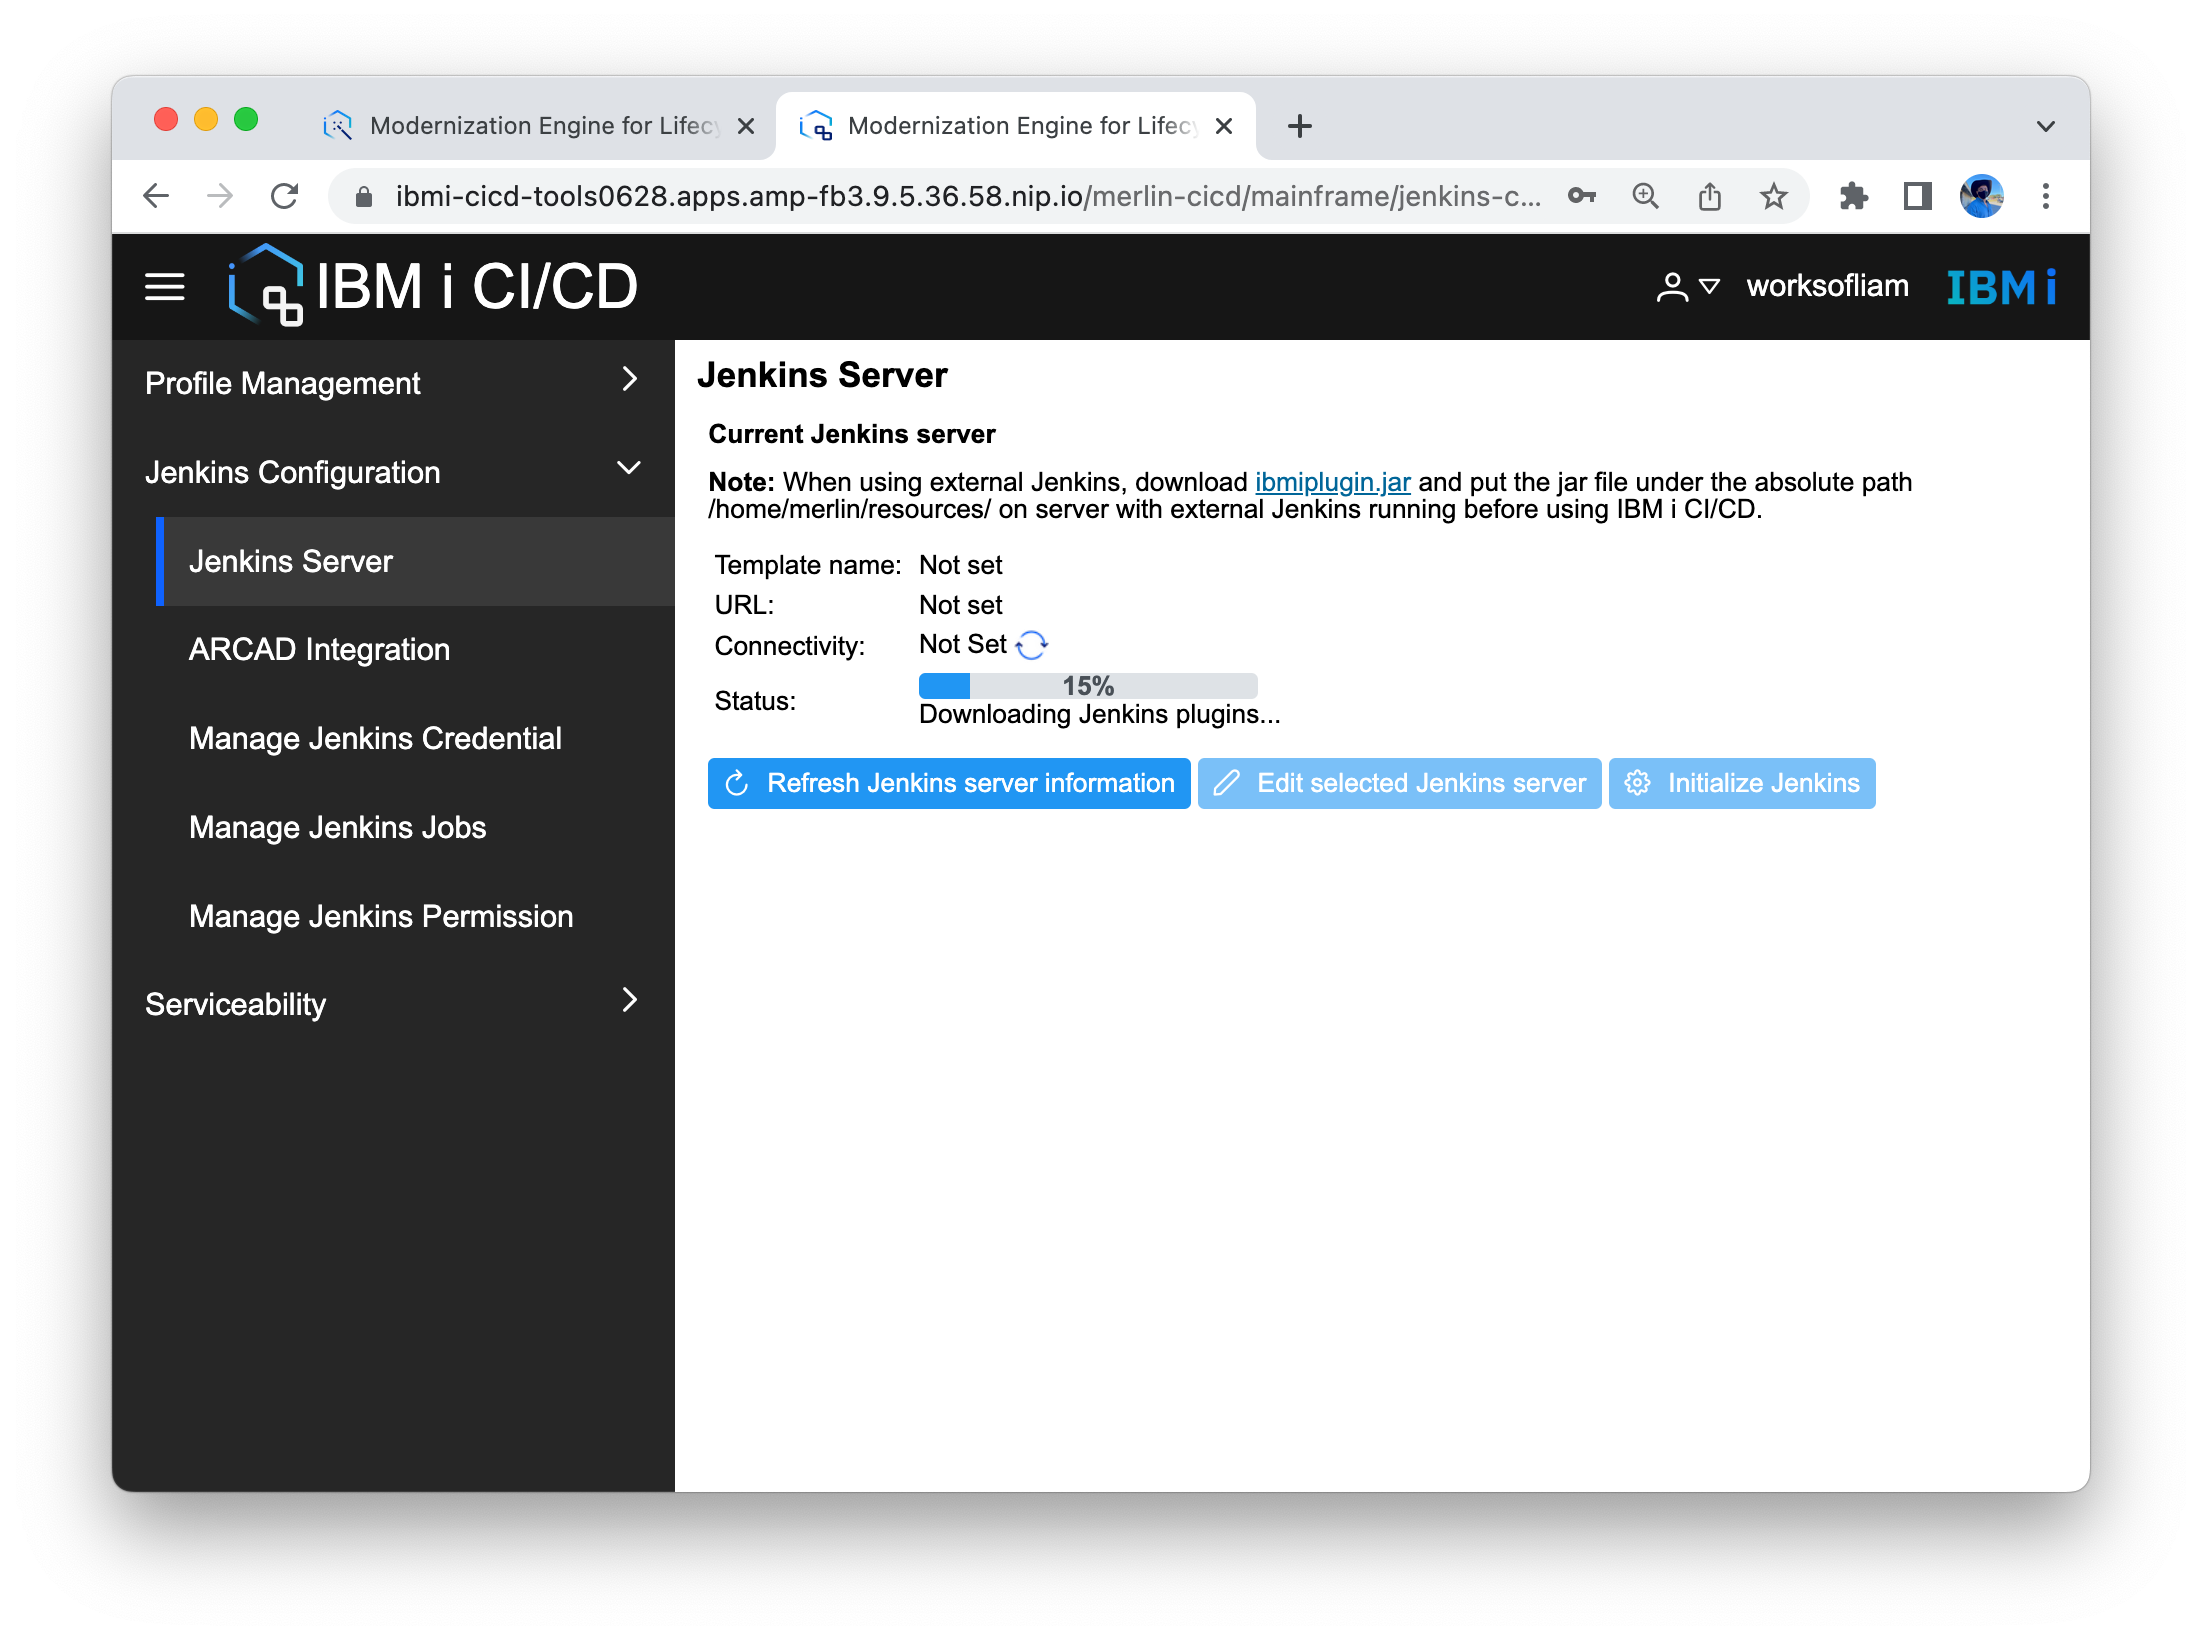 Modernization Engine for Lifecy
Modernization Engine for Lifecy
ibmi-cicd-tools0628.apps.amp-fb3.9.5.36.58.nip.io/merlin-cicd/mainframe/jenkins-c...
IBM i CI/CD
worksofliam
IBM i
Profile Management
Jenkins Configuration
Jenkins Server
ARCAD Integration
Manage Jenkins Credential
Manage Jenkins Jobs
Manage Jenkins Permission
Serviceability
Jenkins Server
Current Jenkins server
Note: When using external Jenkins, download ibmiplugin.jar and put the jar file under the absolute path
/home/merlin/resources/ on server with external Jenkins running before using IBM i CI/CD.
Template name: Not set
URL: Not set
Connectivity: Not Set
Status: 15%
Downloading Jenkins plugins...
Refresh Jenkins server information
Edit selected Jenkins server
Initialize Jenkins